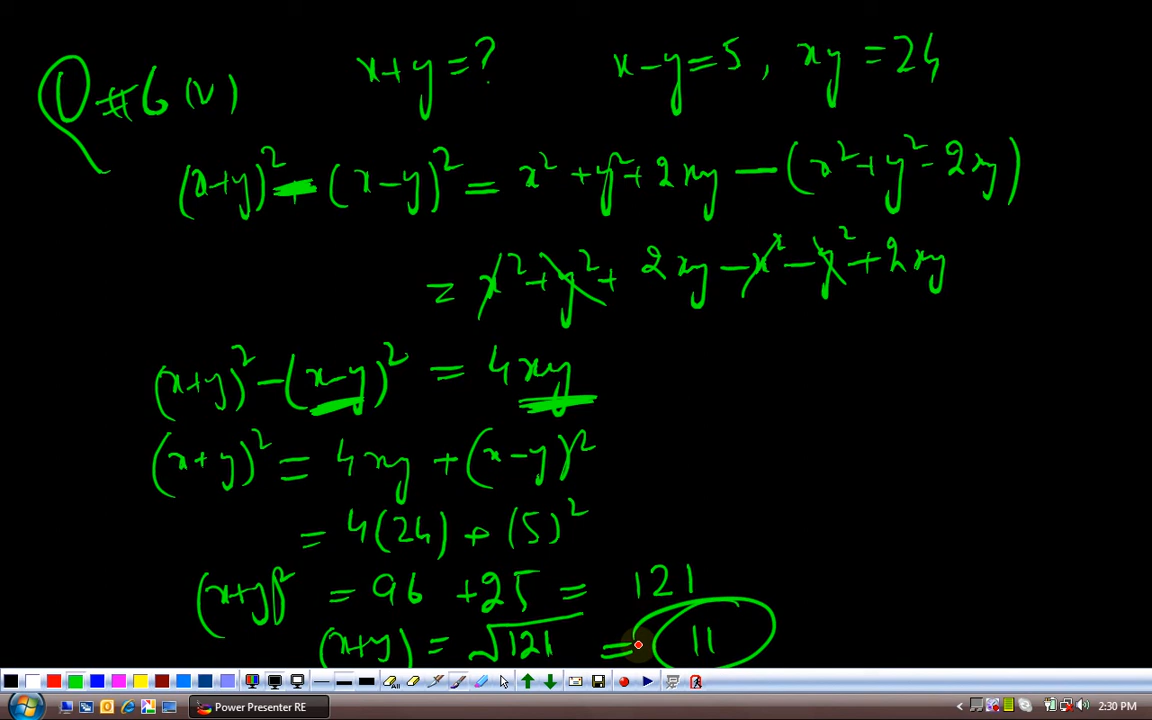 x+y=? x-y=5, xy=24
Q#6(v)
(x+y)²-(x-y)²=x²+y²+2xy-(x²+y²-2xy)
=x²+y²+2xy-x²-y²+2xy
(x+y)²-(x-y)²=4xy
(x+y)²=4xy+(x-y)²
=4(24)+(5)²
(x+y)²=96+25=121
(x+y)=√121=11
All
Power Presenter RE
2:30 PM